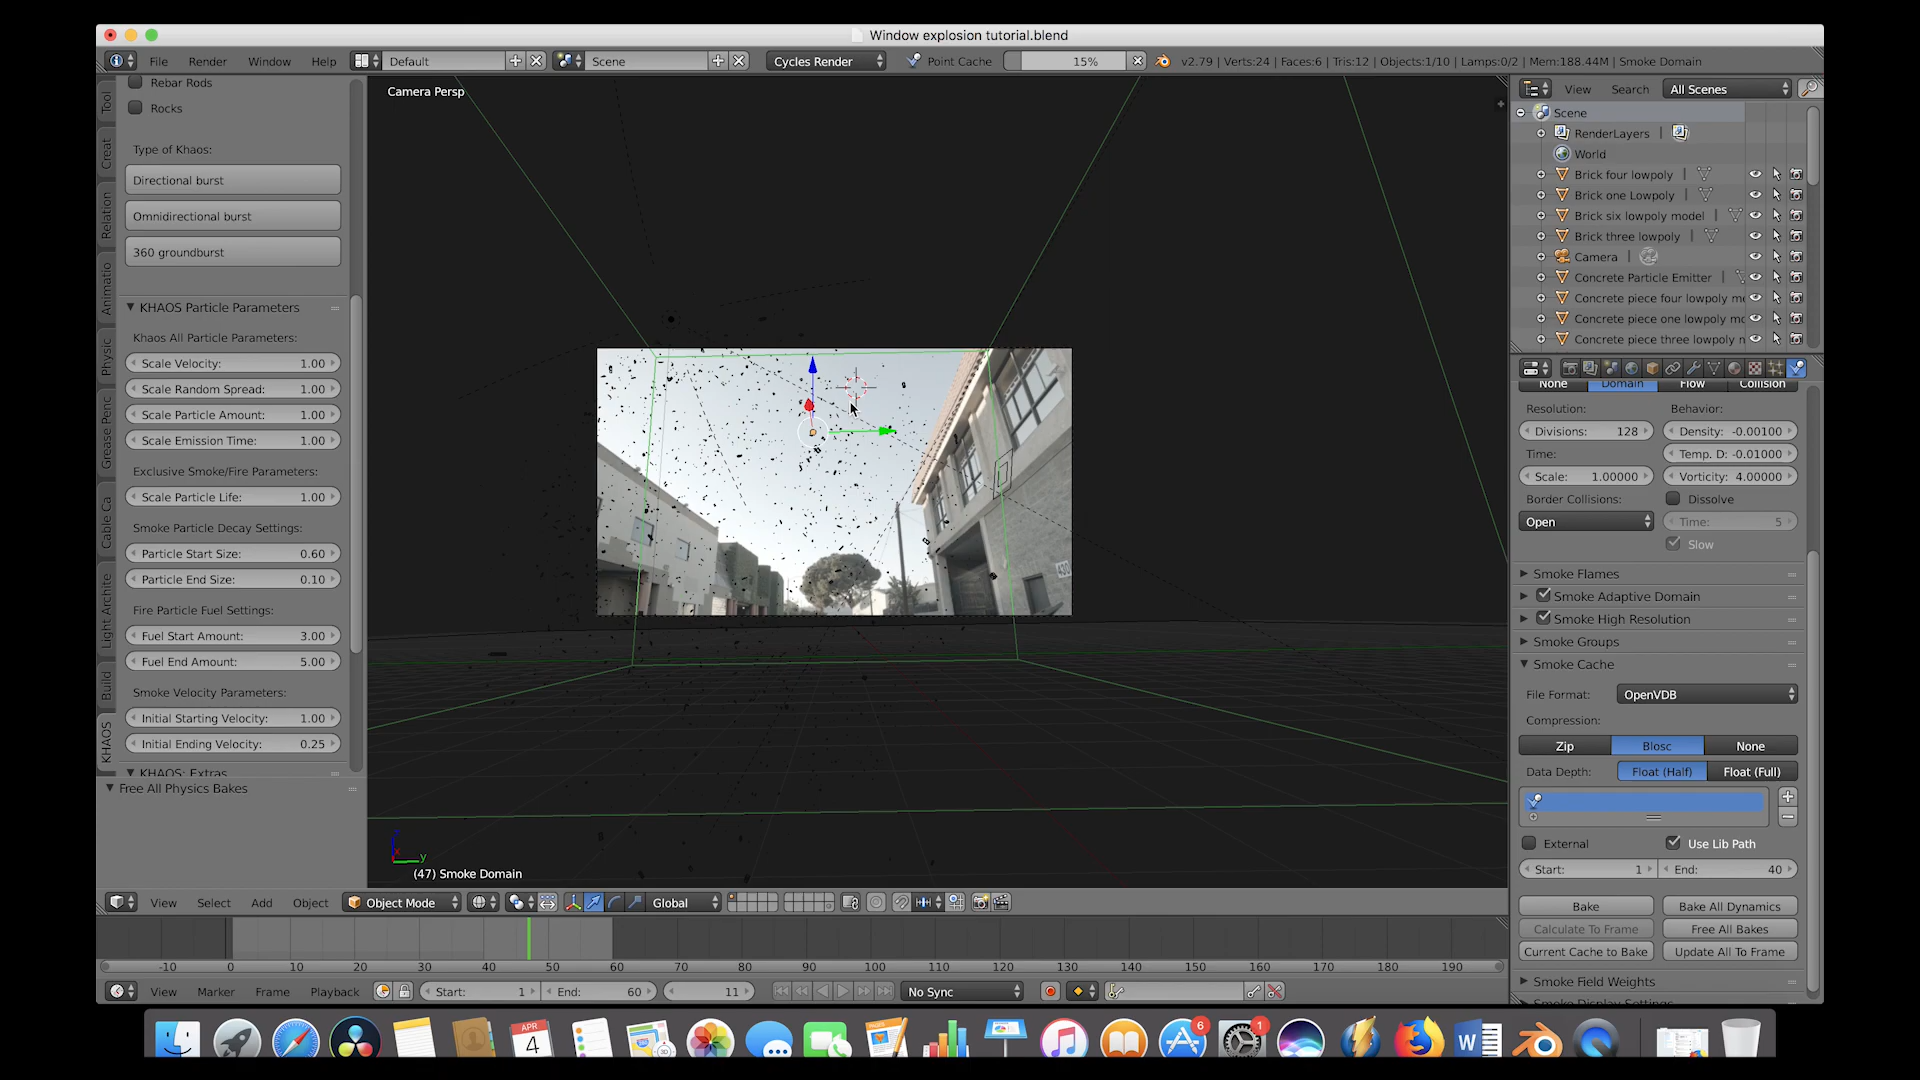 Window explosion tutorial.blend
File Render Window Help Default Scene Cycles Render Point Cache 15% v2.79 | Verts:24 | Faces:6 | Tris:12 | Objects:1/10 | Lamps:0/2 | Mem:188.44M | Smoke Domain
Rebar Rods
Rocks
Type of Khaos:
Directional burst
Omnidirectional burst
360 groundburst
KHAOS Particle Parameters
Khaos All Particle Parameters:
Scale Velocity: 1.00
Scale Random Spread: 1.00
Scale Particle Amount: 1.00
Scale Emission Time: 1.00
Exclusive Smoke/Fire Parameters:
Scale Particle Life: 1.00
Smoke Particle Decay Settings:
Particle Start Size: 0.60
Particle End Size: 0.10
Fire Particle Fuel Settings:
Fuel Start Amount: 3.00
Fuel End Amount: 5.00
Smoke Velocity Parameters:
Initial Starting Velocity: 1.00
Initial Ending Velocity: 0.25
KHAOS: Extras
Free All Physics Bakes
Tool
Creat
Relation
Animatio
Physic
Grease Penc
Cable Ca
Light Archite
Build
KHAOS
Camera Persp
400
x
y
(47) Smoke Domain
View Select Add Object Object Mode Global
-10 0 10 20 30 40 50 60 70 80 90 100 110 120 130 140 150 160 170 180 190
View Marker Frame Playback Start: 1 End: 60 11 No Sync
View Search All Scenes
Scene
RenderLayers
World
Brick four lowpoly
Brick one Lowpoly
Brick six lowpoly model
Brick three lowpoly
Camera
Concrete Particle Emitter
Concrete piece four lowpoly mo
Concrete piece one lowpoly mo
Concrete piece three lowpoly n
None Domain Flow Collision
Resolution: Behavior:
Divisions: 128 Density: -0.00100
Time: Temp. D: -0.01000
Scale: 1.00000 Vorticity: 4.00000
Border Collisions: Dissolve
Open Time: 5
Slow
Smoke Flames
Smoke Adaptive Domain
Smoke High Resolution
Smoke Groups
Smoke Cache
File Format: OpenVDB
Compression:
Zip Blosc None
Data Depth: Float (Half) Float (Full)
External Use Lib Path
Start: 1 End: 40
Bake Bake All Dynamics
Calculate To Frame Free All Bakes
Current Cache to Bake Update All To Frame
Smoke Field Weights
Smoke Display Settings
APR
4
3D
6
1
W